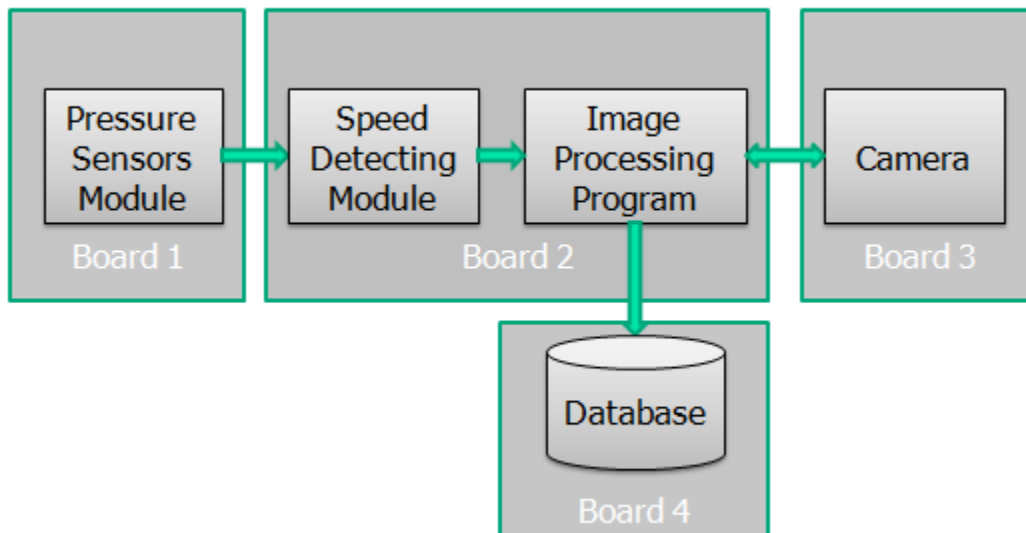 Pressure
Sensors
Module
Board 1
Speed
Detecting
Module
Image
Processing
Program
Board 2
Camera
Board 3
Database
Board 4